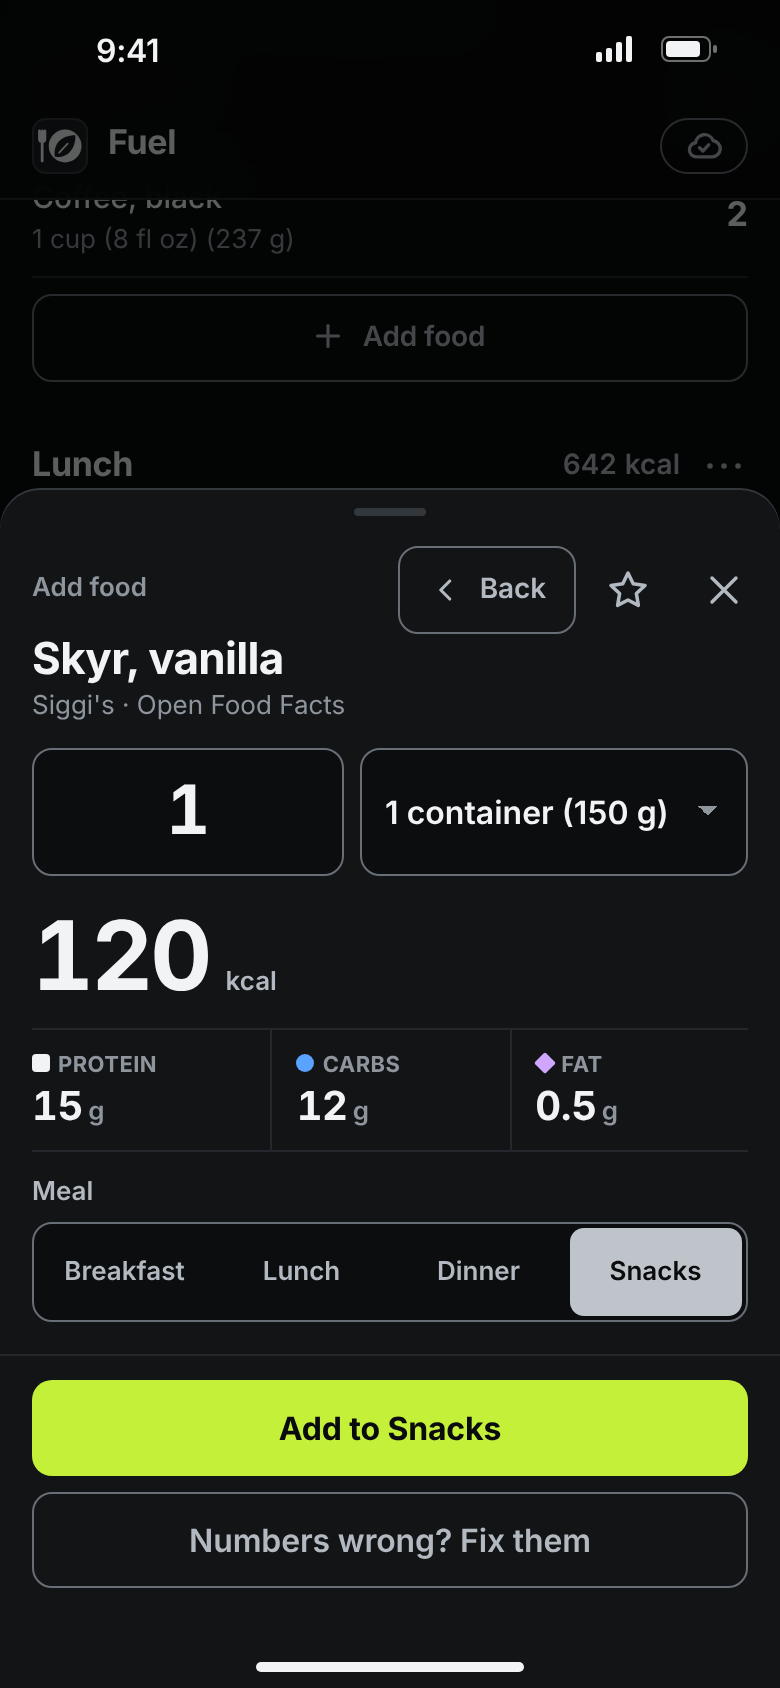 9:41
Fuel
Coffee, black
2
1 cup (8 fl oz) (237 g)
Add food
Lunch
642 kcal
Add food
Back
Skyr, vanilla
Siggi's · Open Food Facts
1
1 container (150 g)
120 kcal
PROTEIN
15 g
CARBS
12 g
FAT
0.5 g
Meal
Breakfast
Lunch
Dinner
Snacks
Add to Snacks
Numbers wrong? Fix them